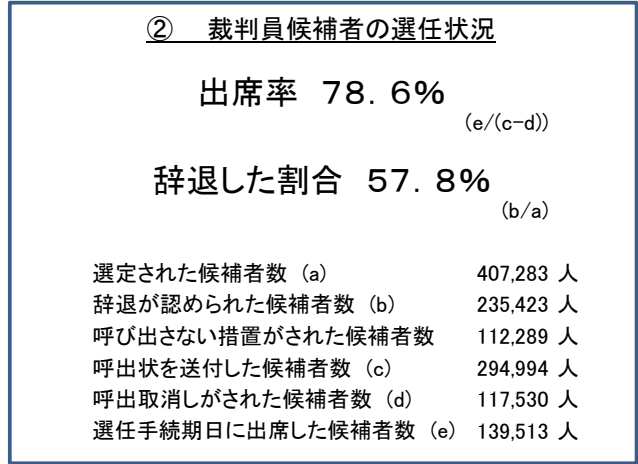 ② 裁判員候補者の選任状況
出席率 78.6%
(e/(c-d))
辞退した割合 57.8%
(b/a)
選定された候補者数 (a) 407,283 人
辞退が認められた候補者数 (b) 235,423 人
呼び出さない措置がされた候補者数 112,289 人
呼出状を送付した候補者数 (c) 294,994 人
呼出取消しがされた候補者数 (d) 117,530 人
選任手続期日に出席した候補者数 (e) 139,513 人